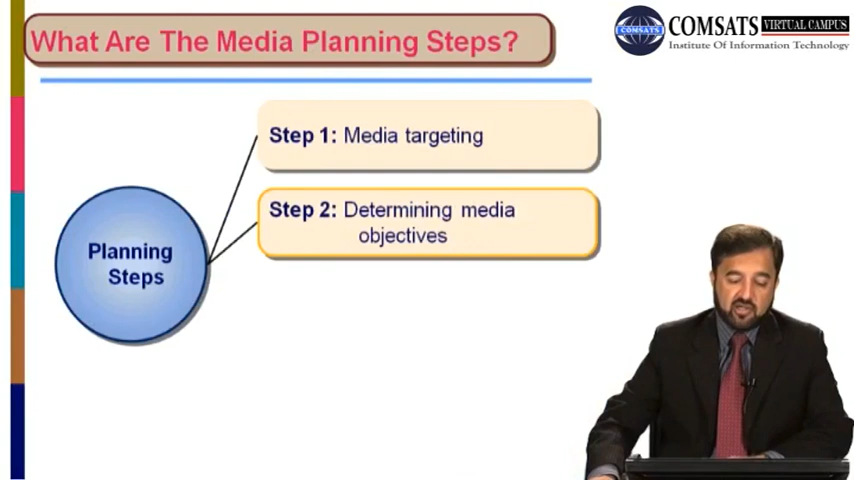 What Are The Media Planning Steps?
COMSATS
COMSATS VIRTUAL CAMPUS
Institute Of Information Technology
Step 1: Media targeting
Step 2: Determining media
objectives
Planning
Steps